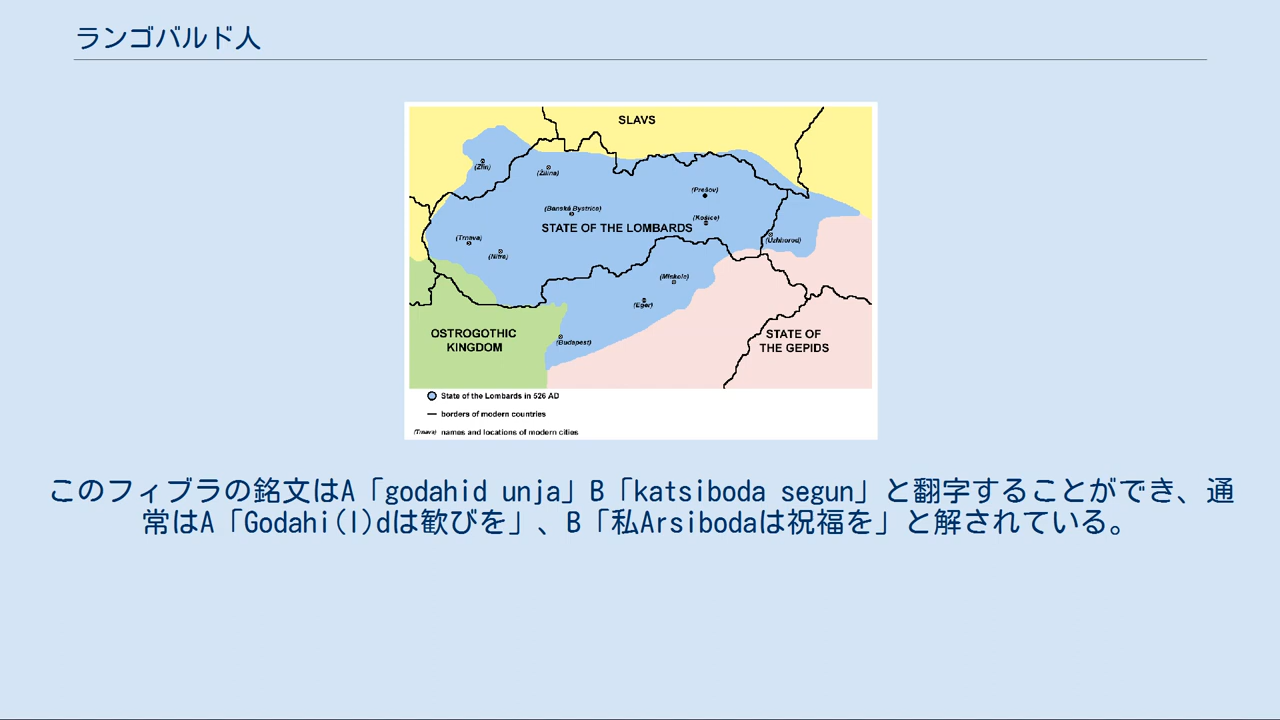 ランゴバルド人
SLAVS
(Zlín)
(Žilina)
(Prešov)
(Banská Bystrica)
(Košice)
STATE OF THE LOMBARDS
(Trnava)
(Užhhorod)
(Nitra)
(Miskolc)
(Eger)
OSTROGOTHIC
KINGDOM
STATE OF
THE GEPIDS
(Budapest)
State of the Lombards in 526 AD
borders of modern countries
(Trnava) names and locations of modern cities
このフィブラの銘文はA「godahid unja」B「katsiboda segun」と翻字することができ、通
常はA「Godahi(l)dは歓びを」、B「私Arsibodaは祝福を」と解されている。